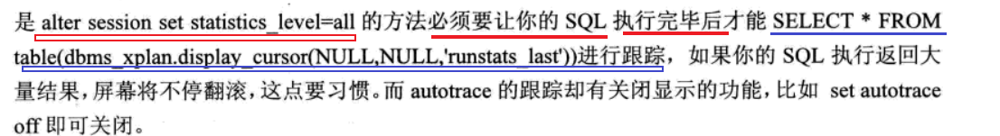 是 alter session set statistics_level=all 的方法必须要让你的 SQL 执行完毕后才能 SELECT * FROM
table(dbms_xplan.display_cursor(NULL,NULL,'runstats_last'))进行跟踪，如果你的 SQL 执行返回大
量结果，屏幕将不停翻滚，这点要习惯。而 autotrace 的跟踪却有关闭显示的功能，比如 set autotrace
off 即可关闭。